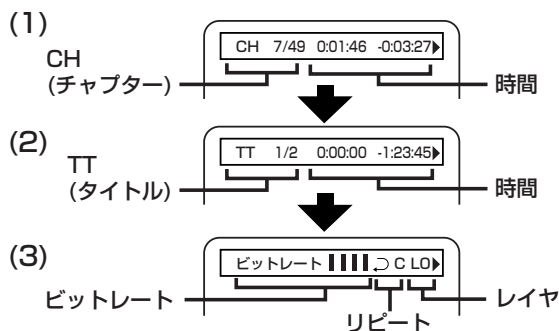 (1)
CH 7/49 0:01:46 -0:03:27
CH
(チャプター)
時間
(2)
TT 1/2 0:00:00 -1:23:45
TT
(タイトル)
時間
(3)
ビットレート C L0
ビットレート
リピート
レイヤ